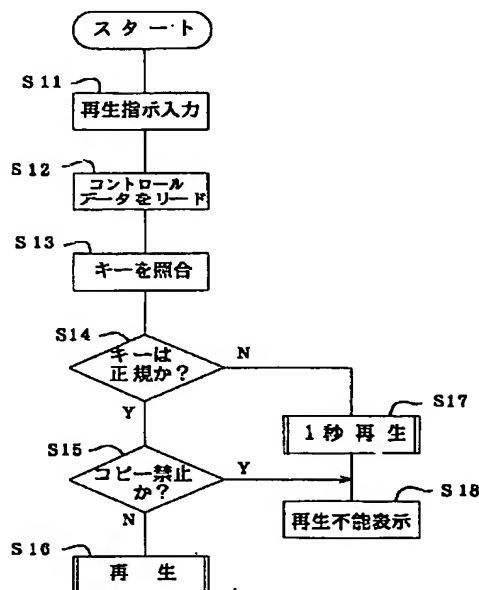 スタート
S11
再生指示入力
S12
コントロール
データをリード
S13
キーを照合
S14
キーは
正規か？
N
Y
S17
1秒再生
S15
コピー禁止
か？
Y
N
S18
再生不能表示
S16
再生